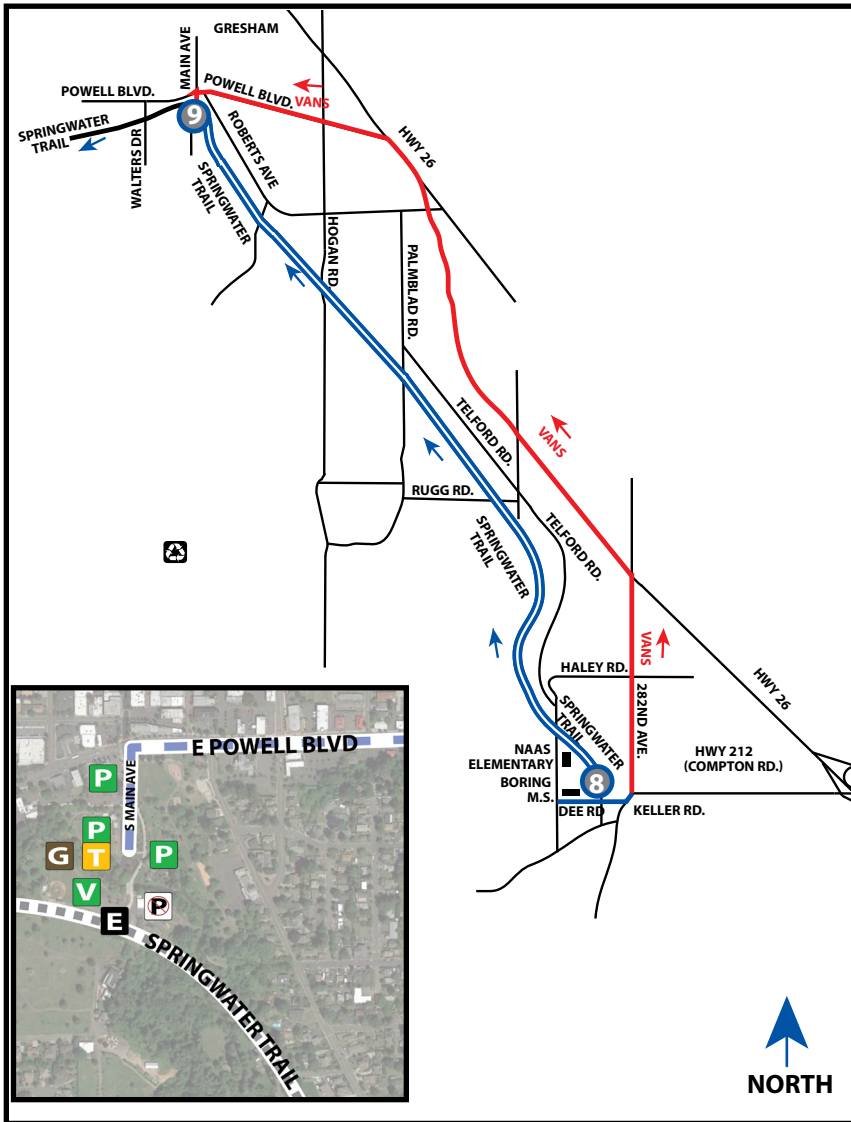 GRESHAM
MAIN AVE
POWELL BLVD.
POWELL BLVD.
VANS
9
SPRINGWATER
TRAIL
WALTERS DR
ROBERTS AVE
HWY 26
SPRINGWATER
TRAIL
HOGAN RD.
PALMBLAD RD.
TELFORD RD.
VANS
RUGG RD.
SPRINGWATER
TRAIL
TELFORD RD.
VANS
HALEY RD.
HWY 26
282ND AVE.
SPRINGWATER
TRAIL
NAAS
ELEMENTARY
BORING
M.S.
8
HWY 212
(COMPTON RD.)
DEE RD
KELLER RD.
E POWELL BLVD
S MAIN AVE
P
P
G
T
P
V
P
E
SPRINGWATER TRAIL
NORTH